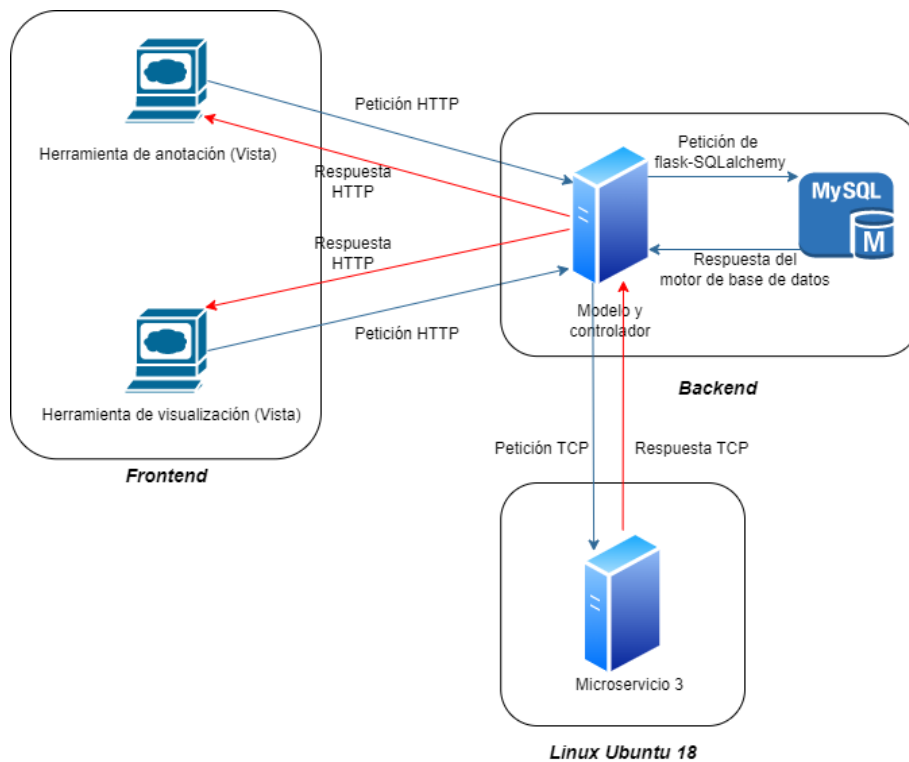 Petición HTTP
Herramienta de anotación (Vista)
Respuesta
HTTP
Respuesta
HTTP
Petición HTTP
Herramienta de visualización (Vista)
Frontend
Petición de
flask-SQLalchemy
MySQL
M
Respuesta del
motor de base de datos
Modelo y
controlador
Backend
Petición TCP
Respuesta TCP
Microservicio 3
Linux Ubuntu 18